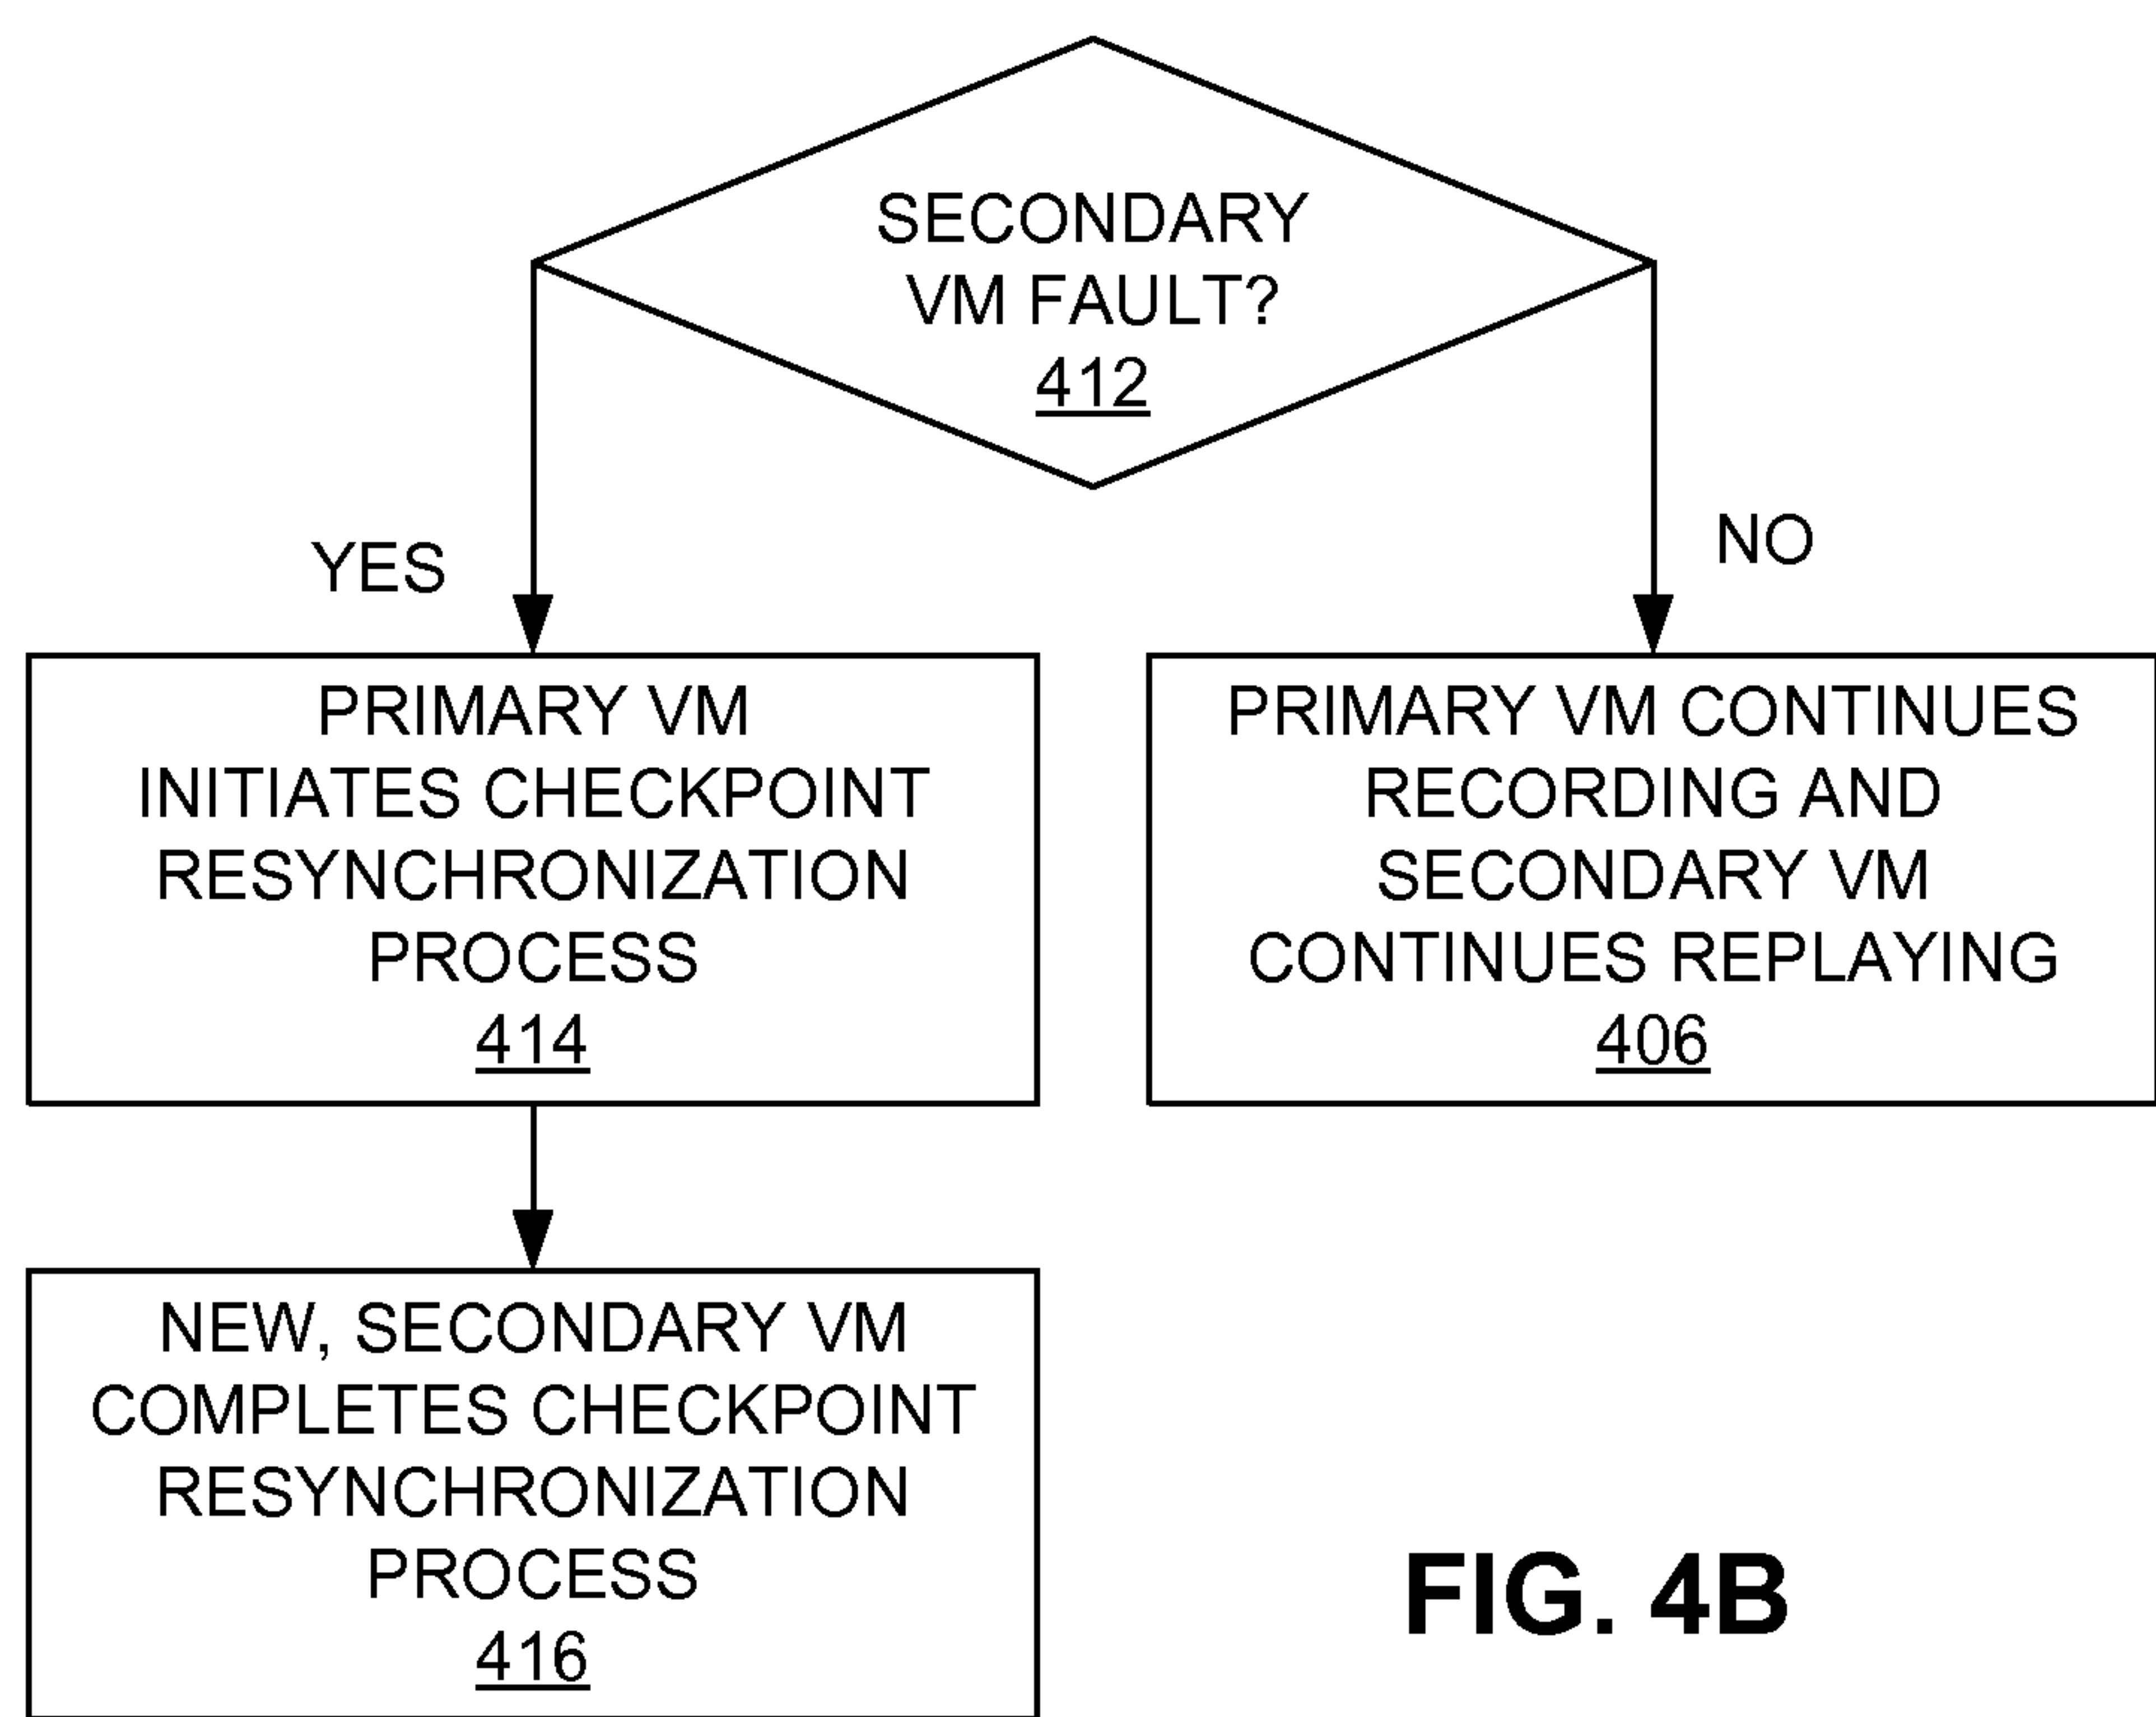 SECONDARY
VM FAULT?
412
YES
NO
PRIMARY VM
INITIATES CHECKPOINT
RESYNCHRONIZATION
PROCESS
414
PRIMARY VM CONTINUES
RECORDING AND
SECONDARY VM
CONTINUES REPLAYING
406
NEW, SECONDARY VM
COMPLETES CHECKPOINT
RESYNCHRONIZATION
PROCESS
416
FIG. 4B